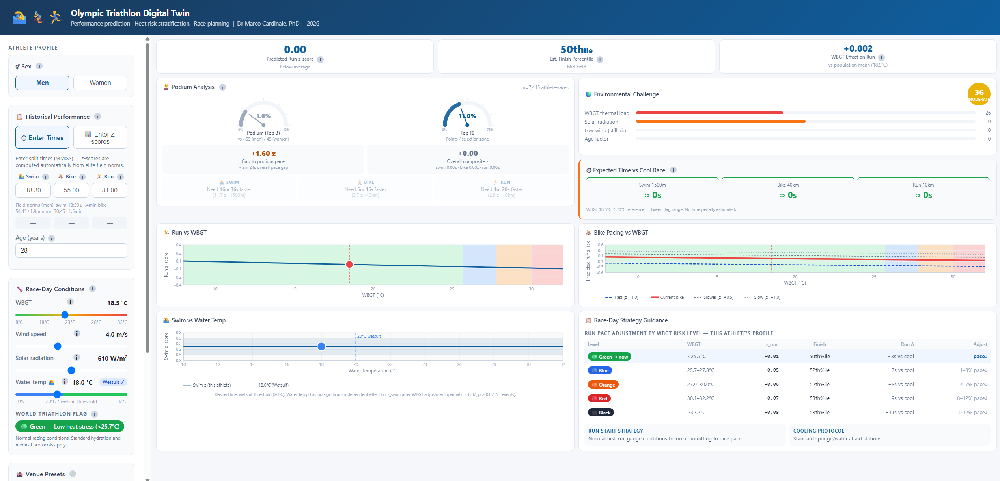 Olympic Triathlon Digital Twin
Performance prediction · Heat risk stratification · Race planning | Dr Marco Cardinale, PhD · 2026
ATHLETE PROFILE
⚥ Sex i
Men Women
Historical Performance i
Enter Times
Enter Z-
scores
Enter split times (MM:SS) — z-scores are
computed automatically from elite field norms.
Swim i Bike i Run i
18:30 55:00 31:00
Field norms (men): swim 18:30±1.4min bike
54:45±1.9min run 30:45±1.5min
— — —
Age (years) i
28
Race-Day Conditions i
WBGT i 18.5 °C
8°C 18°C 23°C 28°C 32°C
Wind speed i 4.0 m/s
Solar radiation i 610 W/m²
Water temp i 18.0 °C Wetsuit ✓
10°C 20°C ↑ wetsuit threshold 32°C
WORLD TRIATHLON FLAG I
Green — Low heat stress (<25.7°C)
Normal racing conditions. Standard hydration and
medical protocols apply.
Venue Presets i
0.00
Predicted Run z-score i
Below average
50thile
Est. Finish Percentile i
Mid-field
+0.002
WBGT Effect on Run i
vs population mean (18.9°C)
Podium Analysis i n=7,415 athlete-races
1.6%
0% 40%
Podium (Top 3)
vs ≈55 (men) / 45 (women)
11.0%
0% 76%
Top 10
Points / selection zone
+1.60 z
Gap to podium pace
≈ 2m 24s overall pace gap
+0.00
Overall composite z
swim 0.00z · bike 0.00z · run 0.00z
SWIM
Need 16m 36s faster
(11.7 z · 1500m)
BIKE
Need 5m 16s faster
(2.7 z · 40km)
RUN
Need 4m 20s faster
(2.9 z · 10km)
Environmental Challenge
36
MODERATE
WBGT thermal load 26
Solar radiation 10
Low wind (still air) 0
Age factor 0
Expected Time vs Cool Race i
Swim 1500m
≈ 0s
Bike 40km
≈ 0s
Run 10km
≈ 0s
WBGT 18.5°C ≤ 20°C reference — Green flag range. No time penalty estimated.
Run vs WBGT
Run z-score
0.4
0.2
0.1
-0.1
-0.2
-0.4
10 15 20 25 30
WBGT (°C)
Bike Pacing vs WBGT
Predicted run z-sco
0.6
0.3
0.1
-0.1
-0.3
-0.6
10 15 20 25 30
WBGT (°C)
Fast (z=-1.0) Current bike Slower (z=+0.5) Slow (z=+1.0)
Swim vs Water Temp
Swim z-score
0.8
0.5
0.2
-0.2
-0.5
-0.8
20°C wetsuit
10 12 14 16 18 20 22 24 26 28 30 32
Water Temperature (°C)
Swim z (this athlete) 18.0°C (Wetsuit)
Dashed line: wetsuit threshold (20°C). Water temp has no significant independent effect on z_swim after WBGT adjustment (partial r < 0.07, p > 0.07; 53 events).
Race-Day Strategy Guidance
RUN PACE ADJUSTMENT BY WBGT RISK LEVEL — THIS ATHLETE'S PROFILE
Level WBGT z_run Finish Run Δ Adjust
Green ◄ now <25.7°C -0.01 50th%ile −3s vs cool — pace↓
Blue 25.7–27.8°C -0.05 52th%ile −7s vs cool 1–3% pace↓
Orange 27.9–30.0°C -0.06 52th%ile −8s vs cool 4–7% pace↓
Red 30.1–32.2°C -0.07 53th%ile −9s vs cool 8–12% pace↓
Black >32.2°C -0.09 53th%ile −11s vs cool >12% pace↓
RUN START STRATEGY
Normal first km, gauge conditions before committing to race pace.
COOLING PROTOCOL
Standard sponge/water at aid stations.